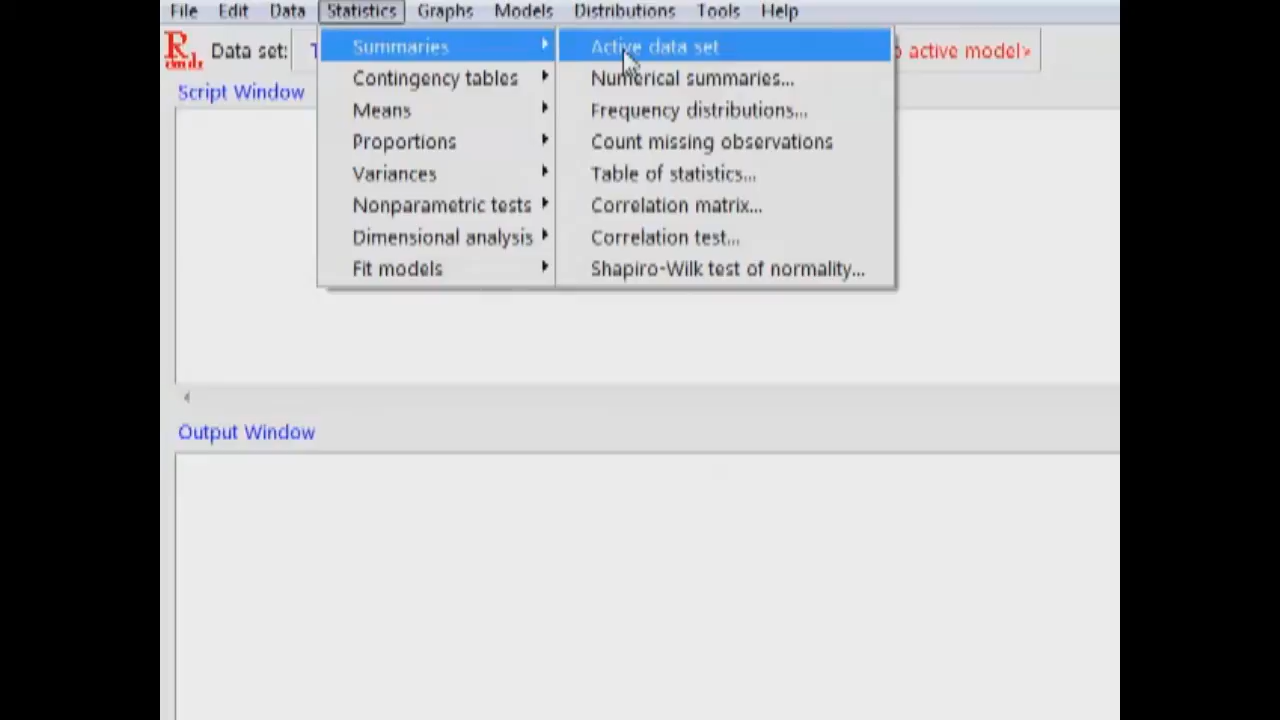 File Edit Data Statistics Graphs Models Distributions Tools Help
R cmdr Data set: active model>
Script Window
Summaries
Contingency tables
Means
Proportions
Variances
Nonparametric tests
Dimensional analysis
Fit models
Active data set
Numerical summaries...
Frequency distributions...
Count missing observations
Table of statistics...
Correlation matrix...
Correlation test...
Shapiro-Wilk test of normality...
Output Window